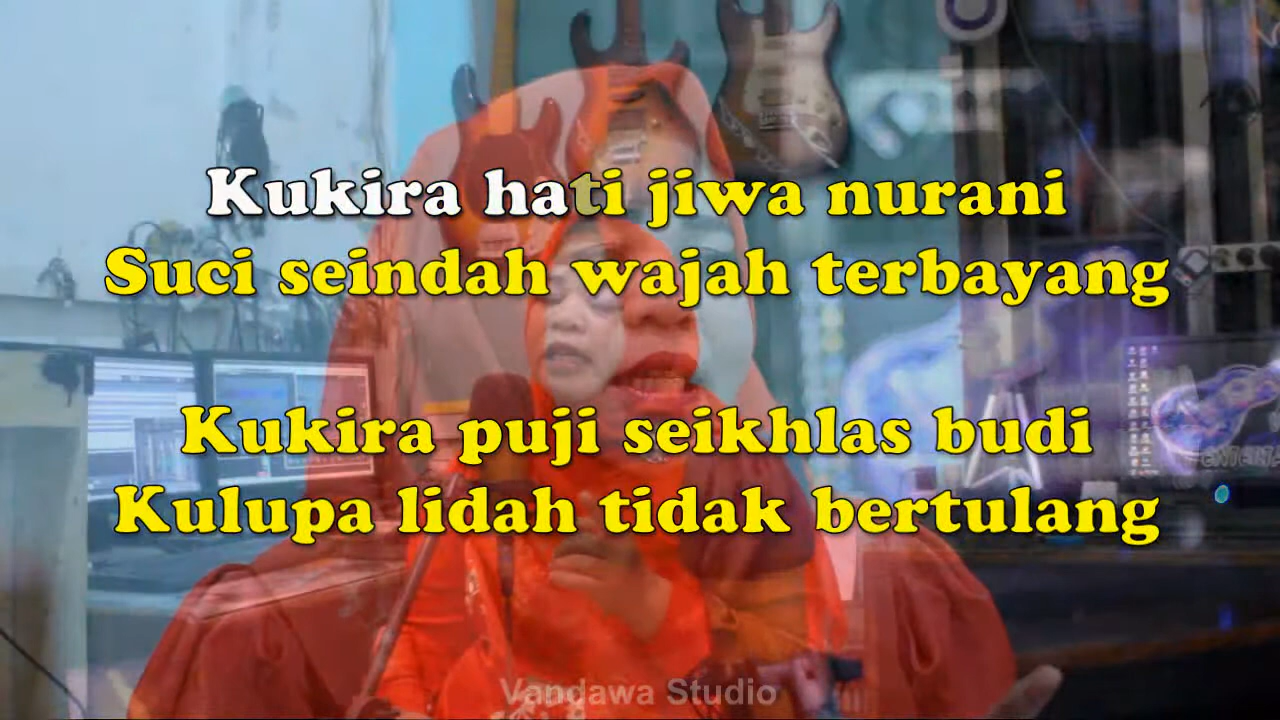 Kukira hati jiwa nurani
Suci seindah wajah terbayang
Kukira puji seikhlas budi
Kulupa lidah tidak bertulang
Vandawa Studio